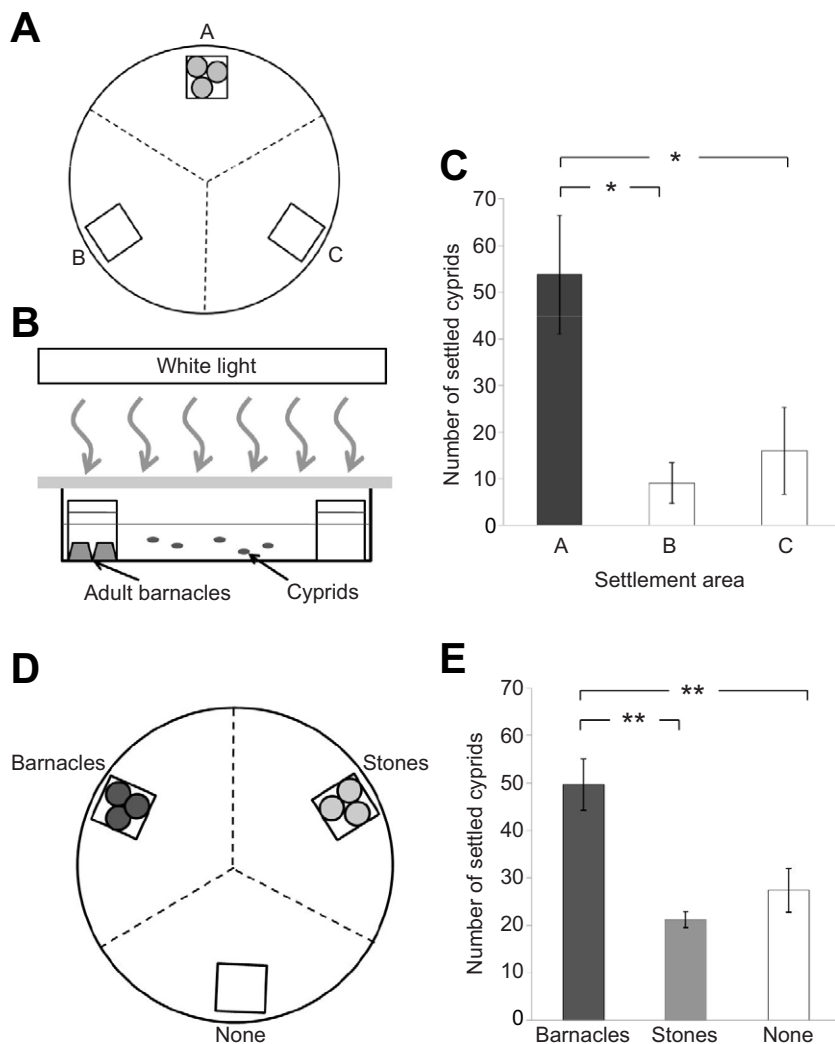 A
A
B
C
B
White light
Adult barnacles
Cyprids
C
*
*
70
60
50
40
30
20
10
0
Number of settled cyprids
A
B
C
Settlement area
D
Barnacles
Stones
None
E
**
**
70
60
50
40
30
20
10
0
Number of settled cyprids
Barnacles
Stones
None